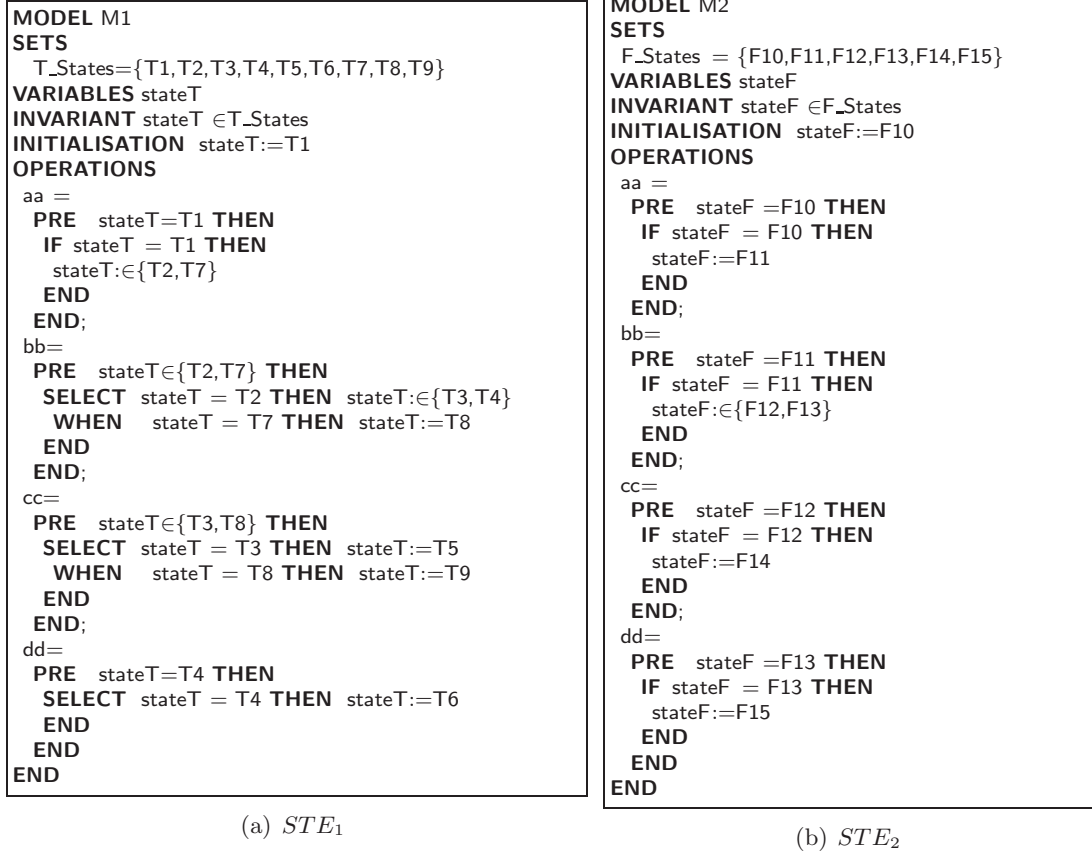 MODEL M1
SETS
T_States={T1,T2,T3,T4,T5,T6,T7,T8,T9}
VARIABLES stateT
INVARIANT stateT ∈T_States
INITIALISATION stateT:=T1
OPERATIONS
aa =
PRE stateT=T1 THEN
IF stateT = T1 THEN
stateT:∈{T2,T7}
END
END;
bb=
PRE stateT∈{T2,T7} THEN
SELECT stateT = T2 THEN stateT:∈{T3,T4}
WHEN stateT = T7 THEN stateT:=T8
END
END;
cc=
PRE stateT∈{T3,T8} THEN
SELECT stateT = T3 THEN stateT:=T5
WHEN stateT = T8 THEN stateT:=T9
END
END;
dd=
PRE stateT=T4 THEN
SELECT stateT = T4 THEN stateT:=T6
END
END
END
(a) STE₁
MODEL M2
SETS
F_States = {F10,F11,F12,F13,F14,F15}
VARIABLES stateF
INVARIANT stateF ∈F_States
INITIALISATION stateF:=F10
OPERATIONS
aa =
PRE stateF =F10 THEN
IF stateF = F10 THEN
stateF:=F11
END
END;
bb=
PRE stateF =F11 THEN
IF stateF = F11 THEN
stateF:∈{F12,F13}
END
END;
cc=
PRE stateF =F12 THEN
IF stateF = F12 THEN
stateF:=F14
END
END;
dd=
PRE stateF =F13 THEN
IF stateF = F13 THEN
stateF:=F15
END
END
END
(b) STE₂